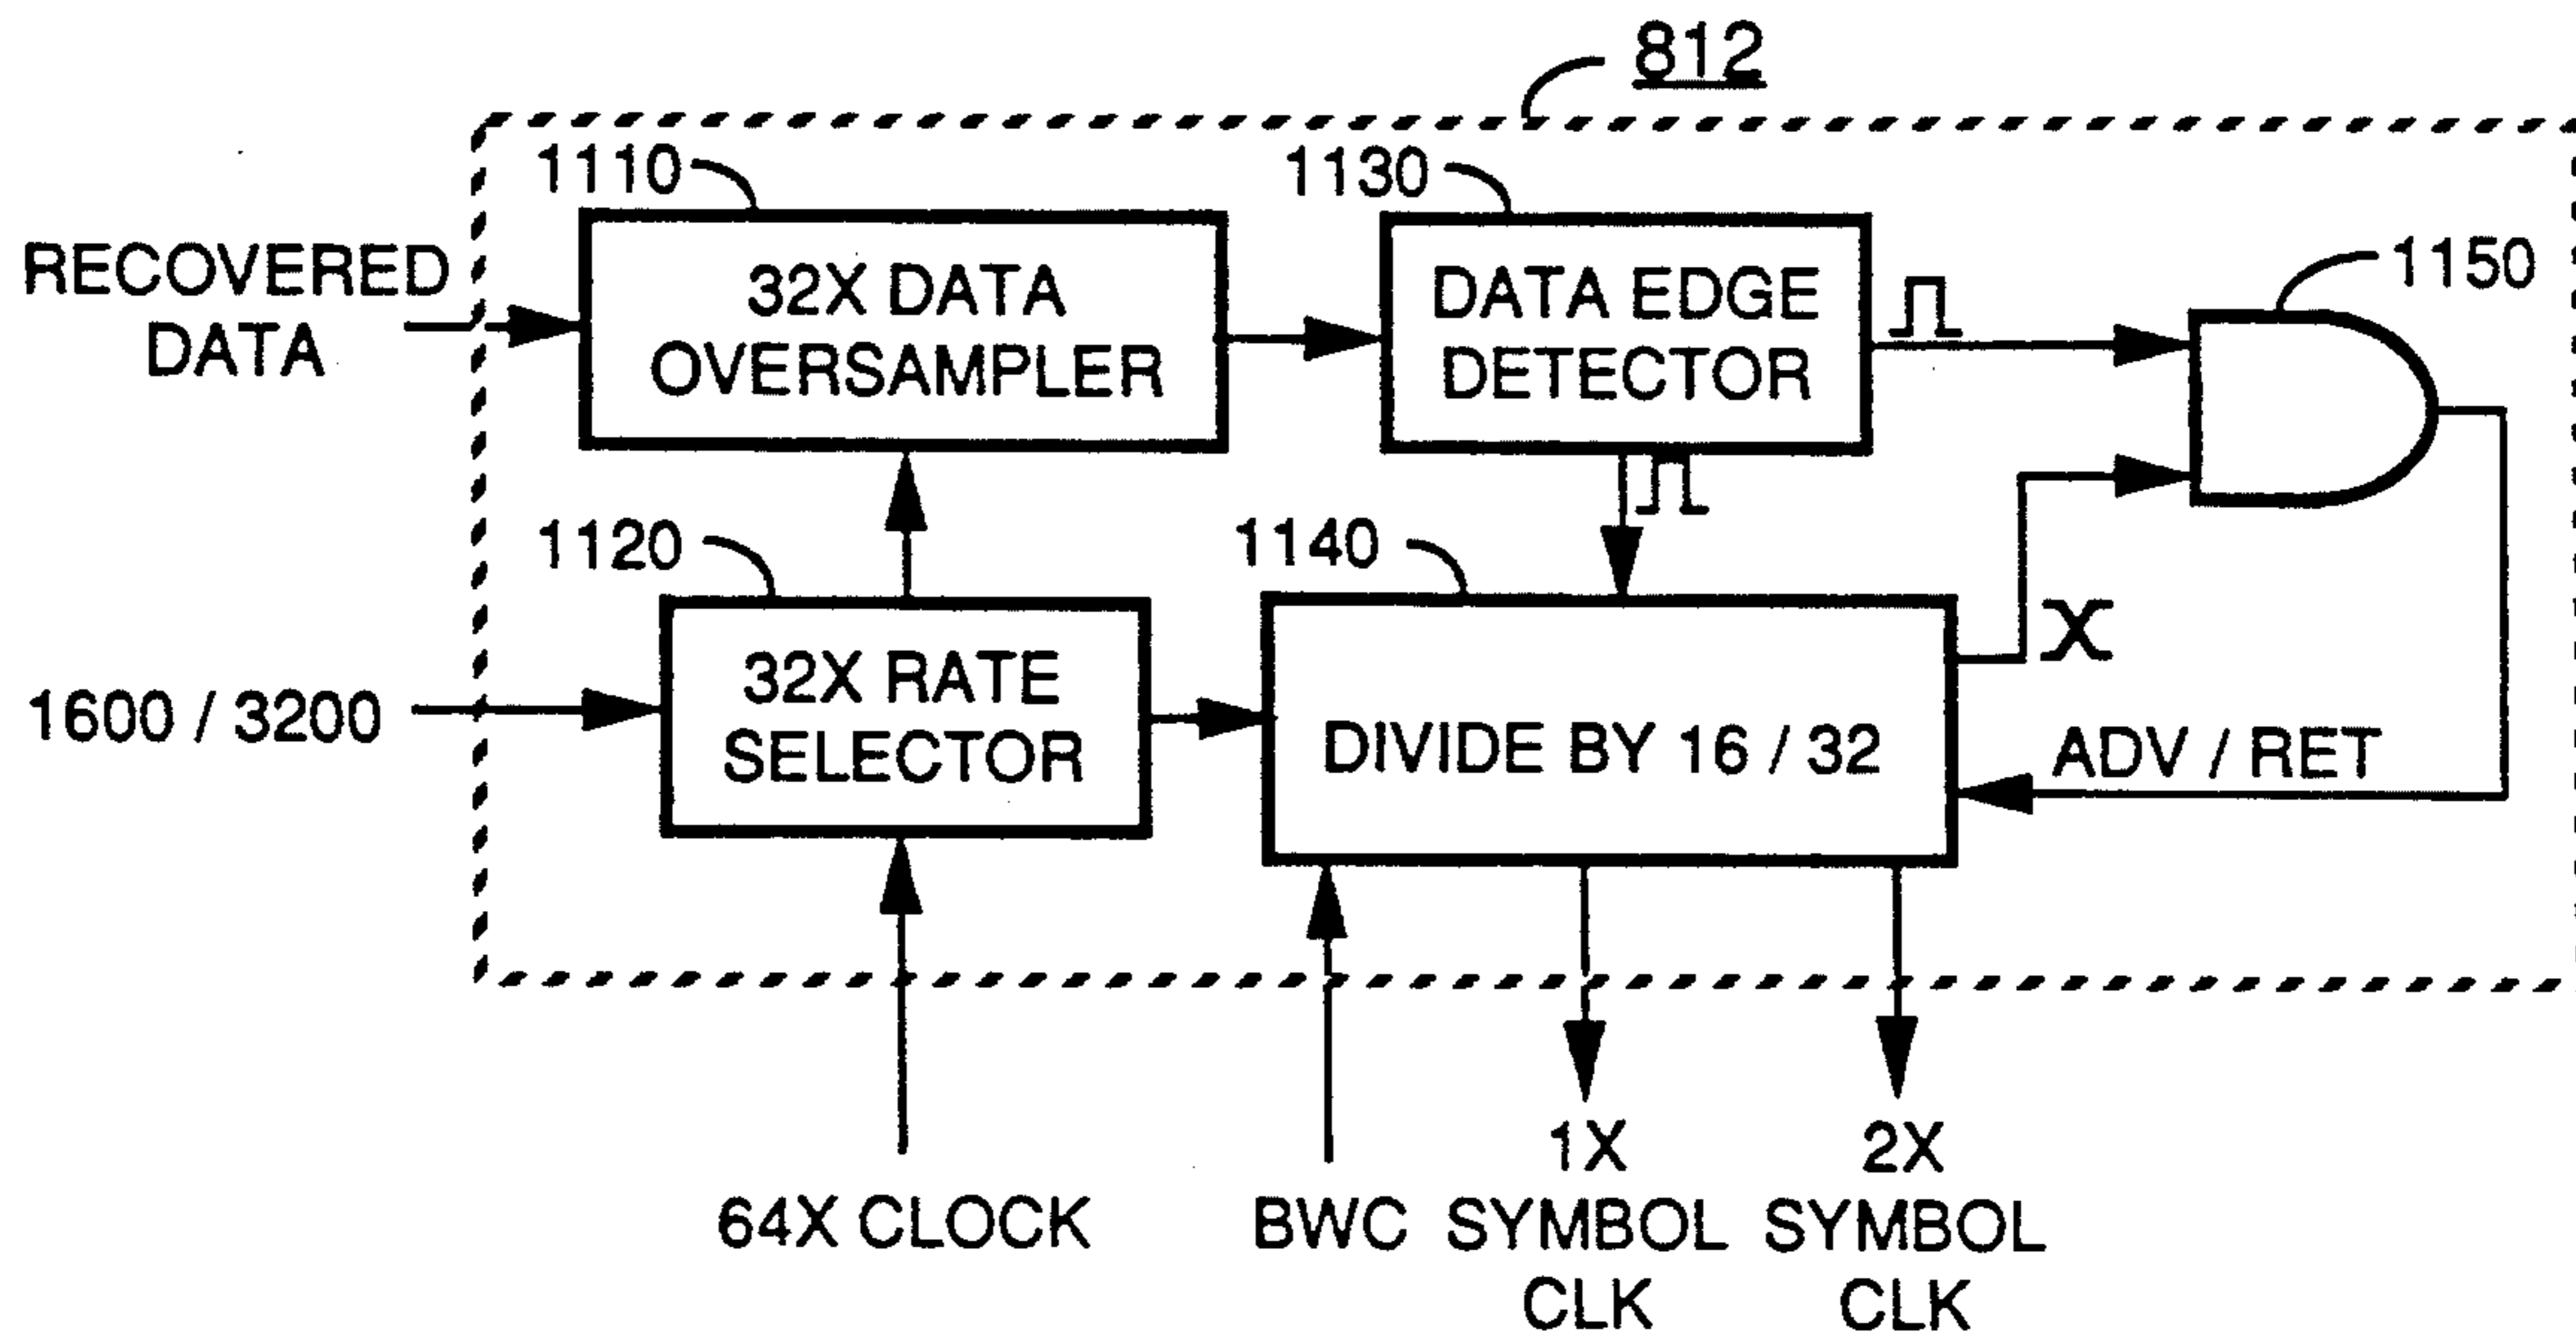 812
1110
1130
1150
RECOVERED
DATA
32X DATA
OVERSAMPLER
DATA EDGE
DETECTOR
1120
1140
1600 / 3200
32X RATE
SELECTOR
DIVIDE BY 16 / 32
ADV / RET
64X CLOCK
BWC
1X
SYMBOL
CLK
2X
SYMBOL
CLK